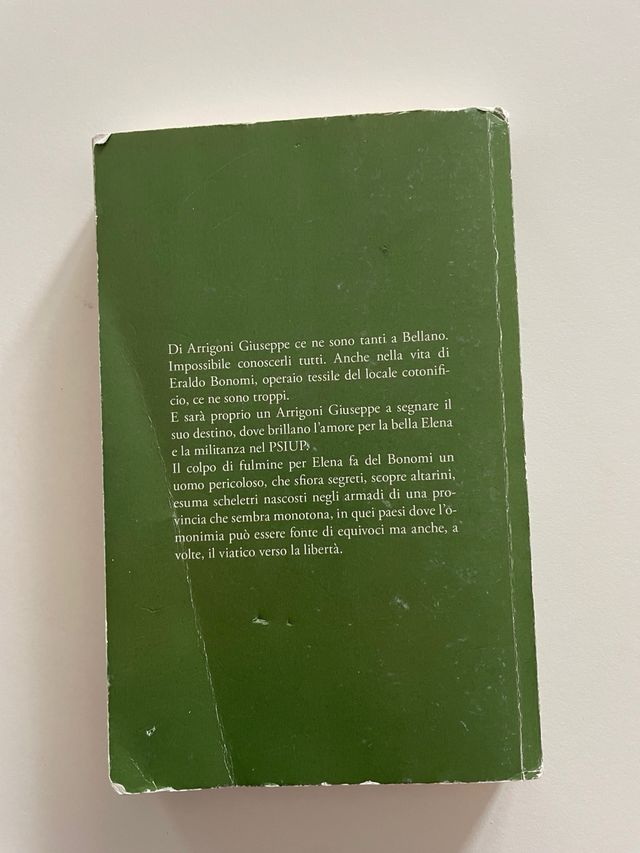 Di Arrigoni Giuseppe ce ne sono tanti a Bellano.
Impossibile conoscerli tutti. Anche nella vita di
Eraldo Bonomi, operaio tessile del locale cotonifi-
cio, ce ne sono troppi.
E sarà proprio un Arrigoni Giuseppe a segnare il
suo destino, dove brillano l'amore per la bella Elena
e la militanza nel PSIUP.
Il colpo di fulmine per Elena fa del Bonomi un
uomo pericoloso, che sfiora segreti, scopre altarini,
esuma scheletri nascosti negli armadi di una pro-
vincia che sembra monotona, in quei paesi dove l'o-
monimia può essere fonte di equivoci ma anche, a
volte, il viatico verso la libertà.